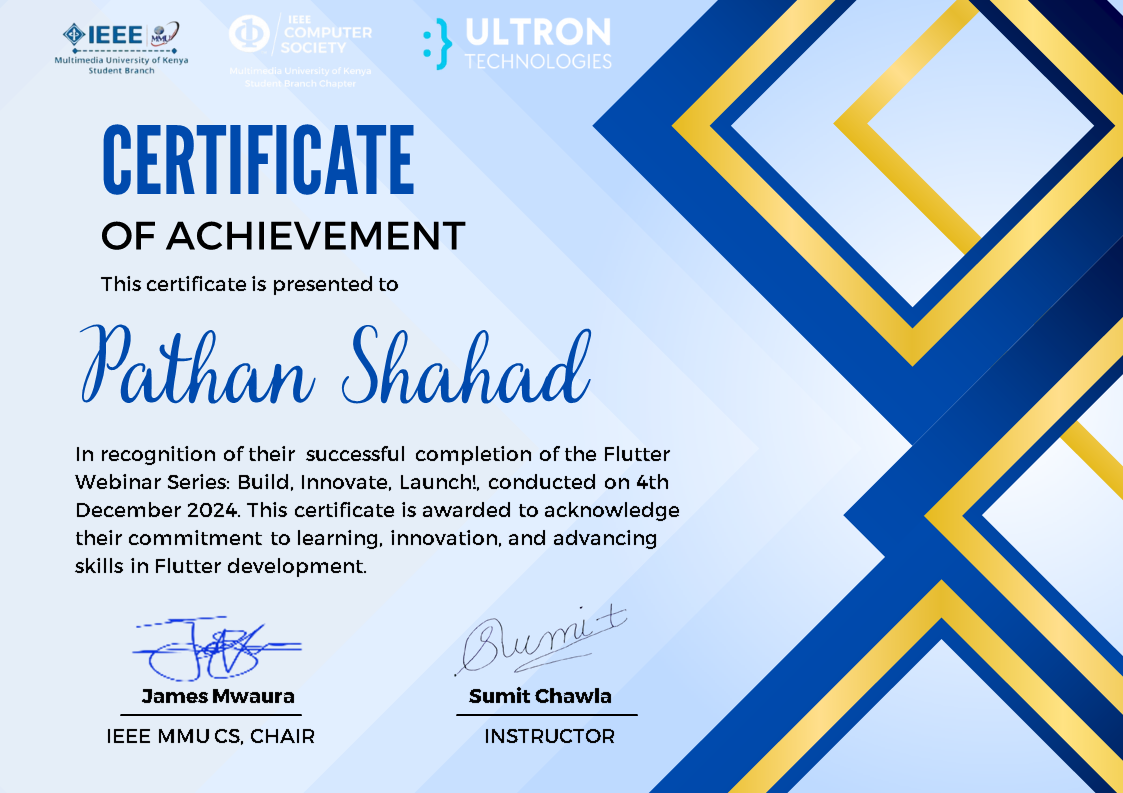 IEEE MMU
Multimedia University of Kenya
Student Branch
IEEE
COMPUTER
SOCIETY
Multimedia University of Kenya
Student Branch Chapter
ULTRON
TECHNOLOGIES
CERTIFICATE
OF ACHIEVEMENT
This certificate is presented to
Pathan Shahad
In recognition of their successful completion of the Flutter
Webinar Series: Build, Innovate, Launch!, conducted on 4th
December 2024. This certificate is awarded to acknowledge
their commitment to learning, innovation, and advancing
skills in Flutter development.
Sumit
James Mwaura
Sumit Chawla
IEEE MMU CS, CHAIR
INSTRUCTOR